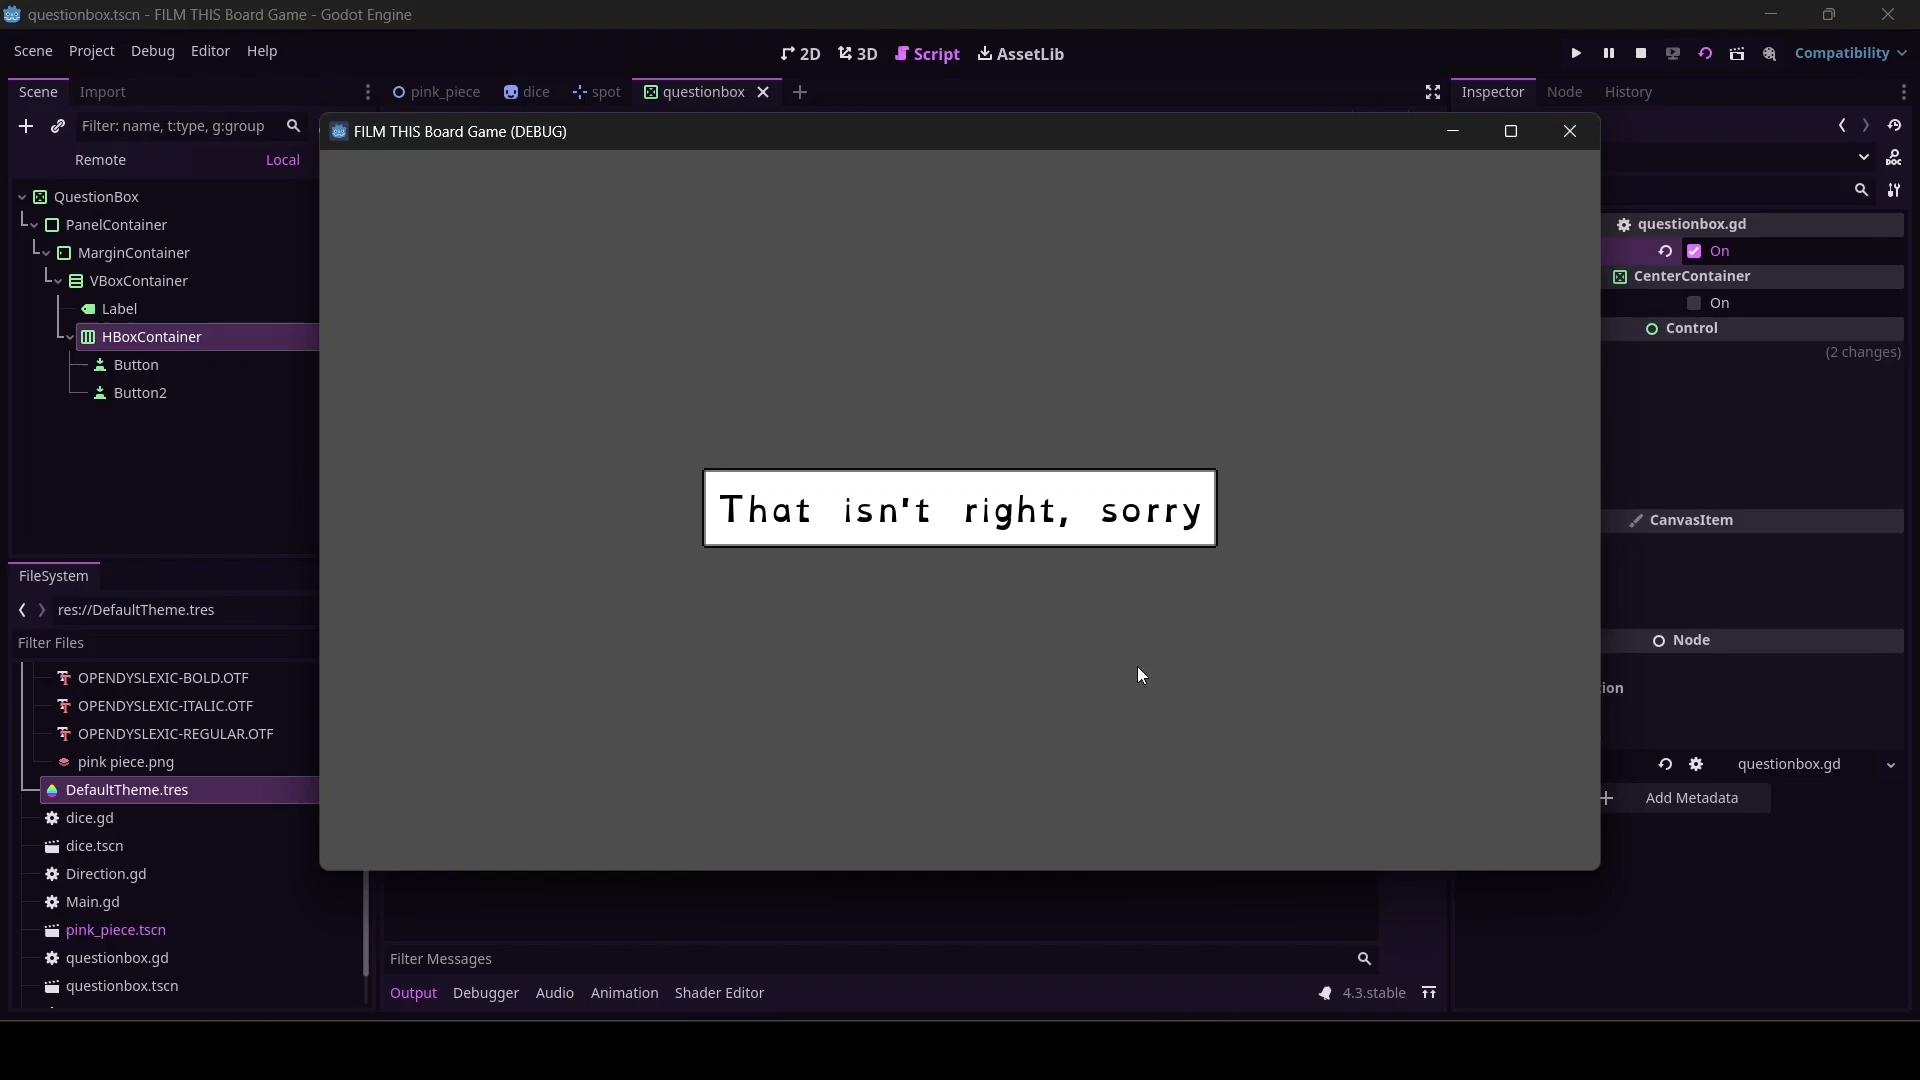 questionbox.tscn - FILM THIS Board Game - Godot Engine
Scene Project Debug Editor Help
2D 3D Script AssetLib
Compatibility
Scene Import
pink_piece dice spot questionbox
Inspector Node History
Filter: name, t:type, g:group
FILM THIS Board Game (DEBUG)
Remote Local
DOC
QuestionBox
PanelContainer
MarginContainer
VBoxContainer
Label
HBoxContainer
Button
Button2
questionbox.gd
On
CenterContainer
On
Control
(2 changes)
That isn't right, sorry
CanvasItem
Node
questionbox.gd
Add Metadata
FileSystem
res://DefaultTheme.tres
Filter Files
OPENDYSLEXIC-BOLD.OTF
OPENDYSLEXIC-ITALIC.OTF
OPENDYSLEXIC-REGULAR.OTF
pink piece.png
DefaultTheme.tres
dice.gd
dice.tscn
Direction.gd
Main.gd
pink_piece.tscn
questionbox.gd
questionbox.tscn
Filter Messages
Output Debugger Audio Animation Shader Editor
4.3.stable